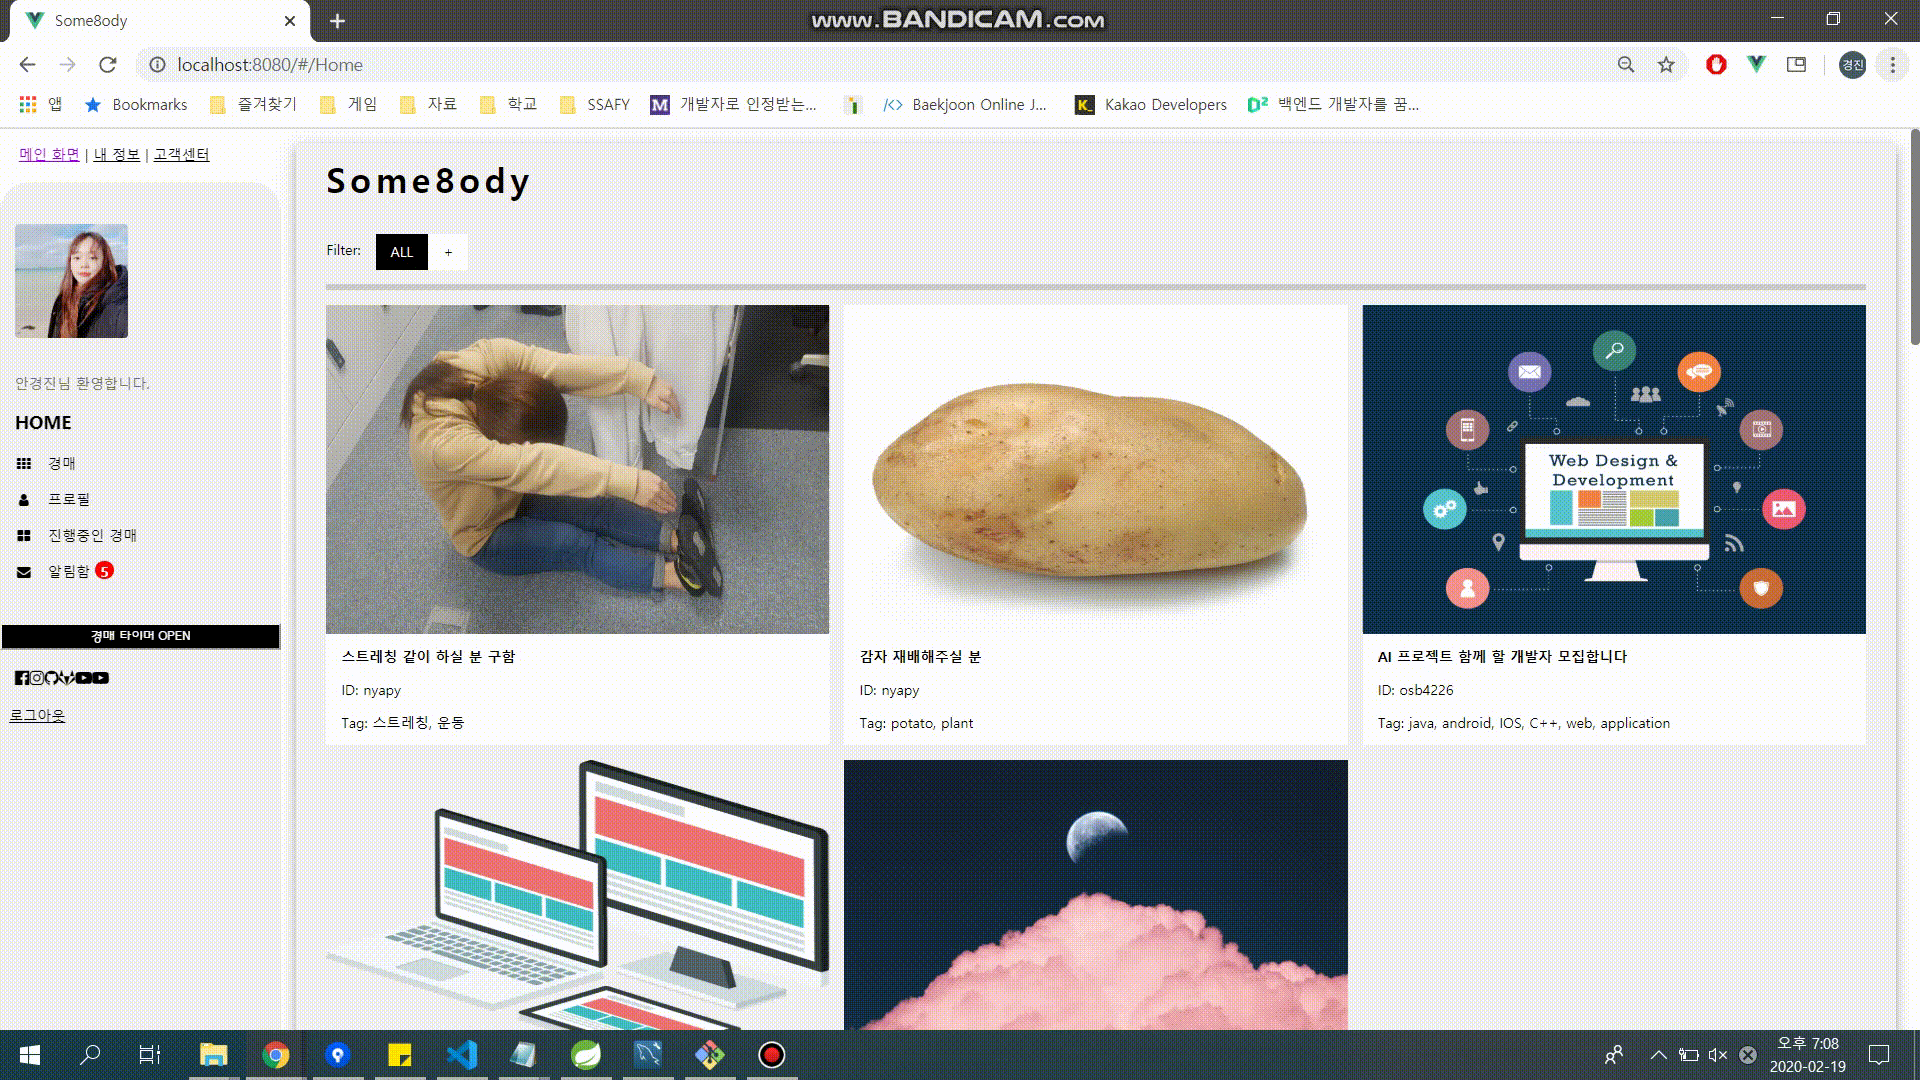 Some8ody
www.BANDICAM.com
localhost:8080/#/Home
경진
앱
Bookmarks
즐겨찾기
게임
자료
학교
SSAFY
M
개발자로 인정받는...
Baekjoon Online J...
Kakao Developers
백엔드 개발자를 꿈...
메인 화면 | 내 정보 | 고객센터
안경진님 환영합니다.
HOME
경매
프로필
진행중인 경매
알림함 5
경매 타이머 OPEN
로그아웃
Some8ody
Filter:
ALL
+
스트레칭 같이 하실 분 구함
ID: nyapy
Tag: 스트레칭, 운동
감자 재배해주실 분
ID: nyapy
Tag: potato, plant
Web Design &
Development
AI 프로젝트 함께 할 개발자 모집합니다
ID: osb4226
Tag: java, android, IOS, C++, web, application
오후 7:08
2020-02-19